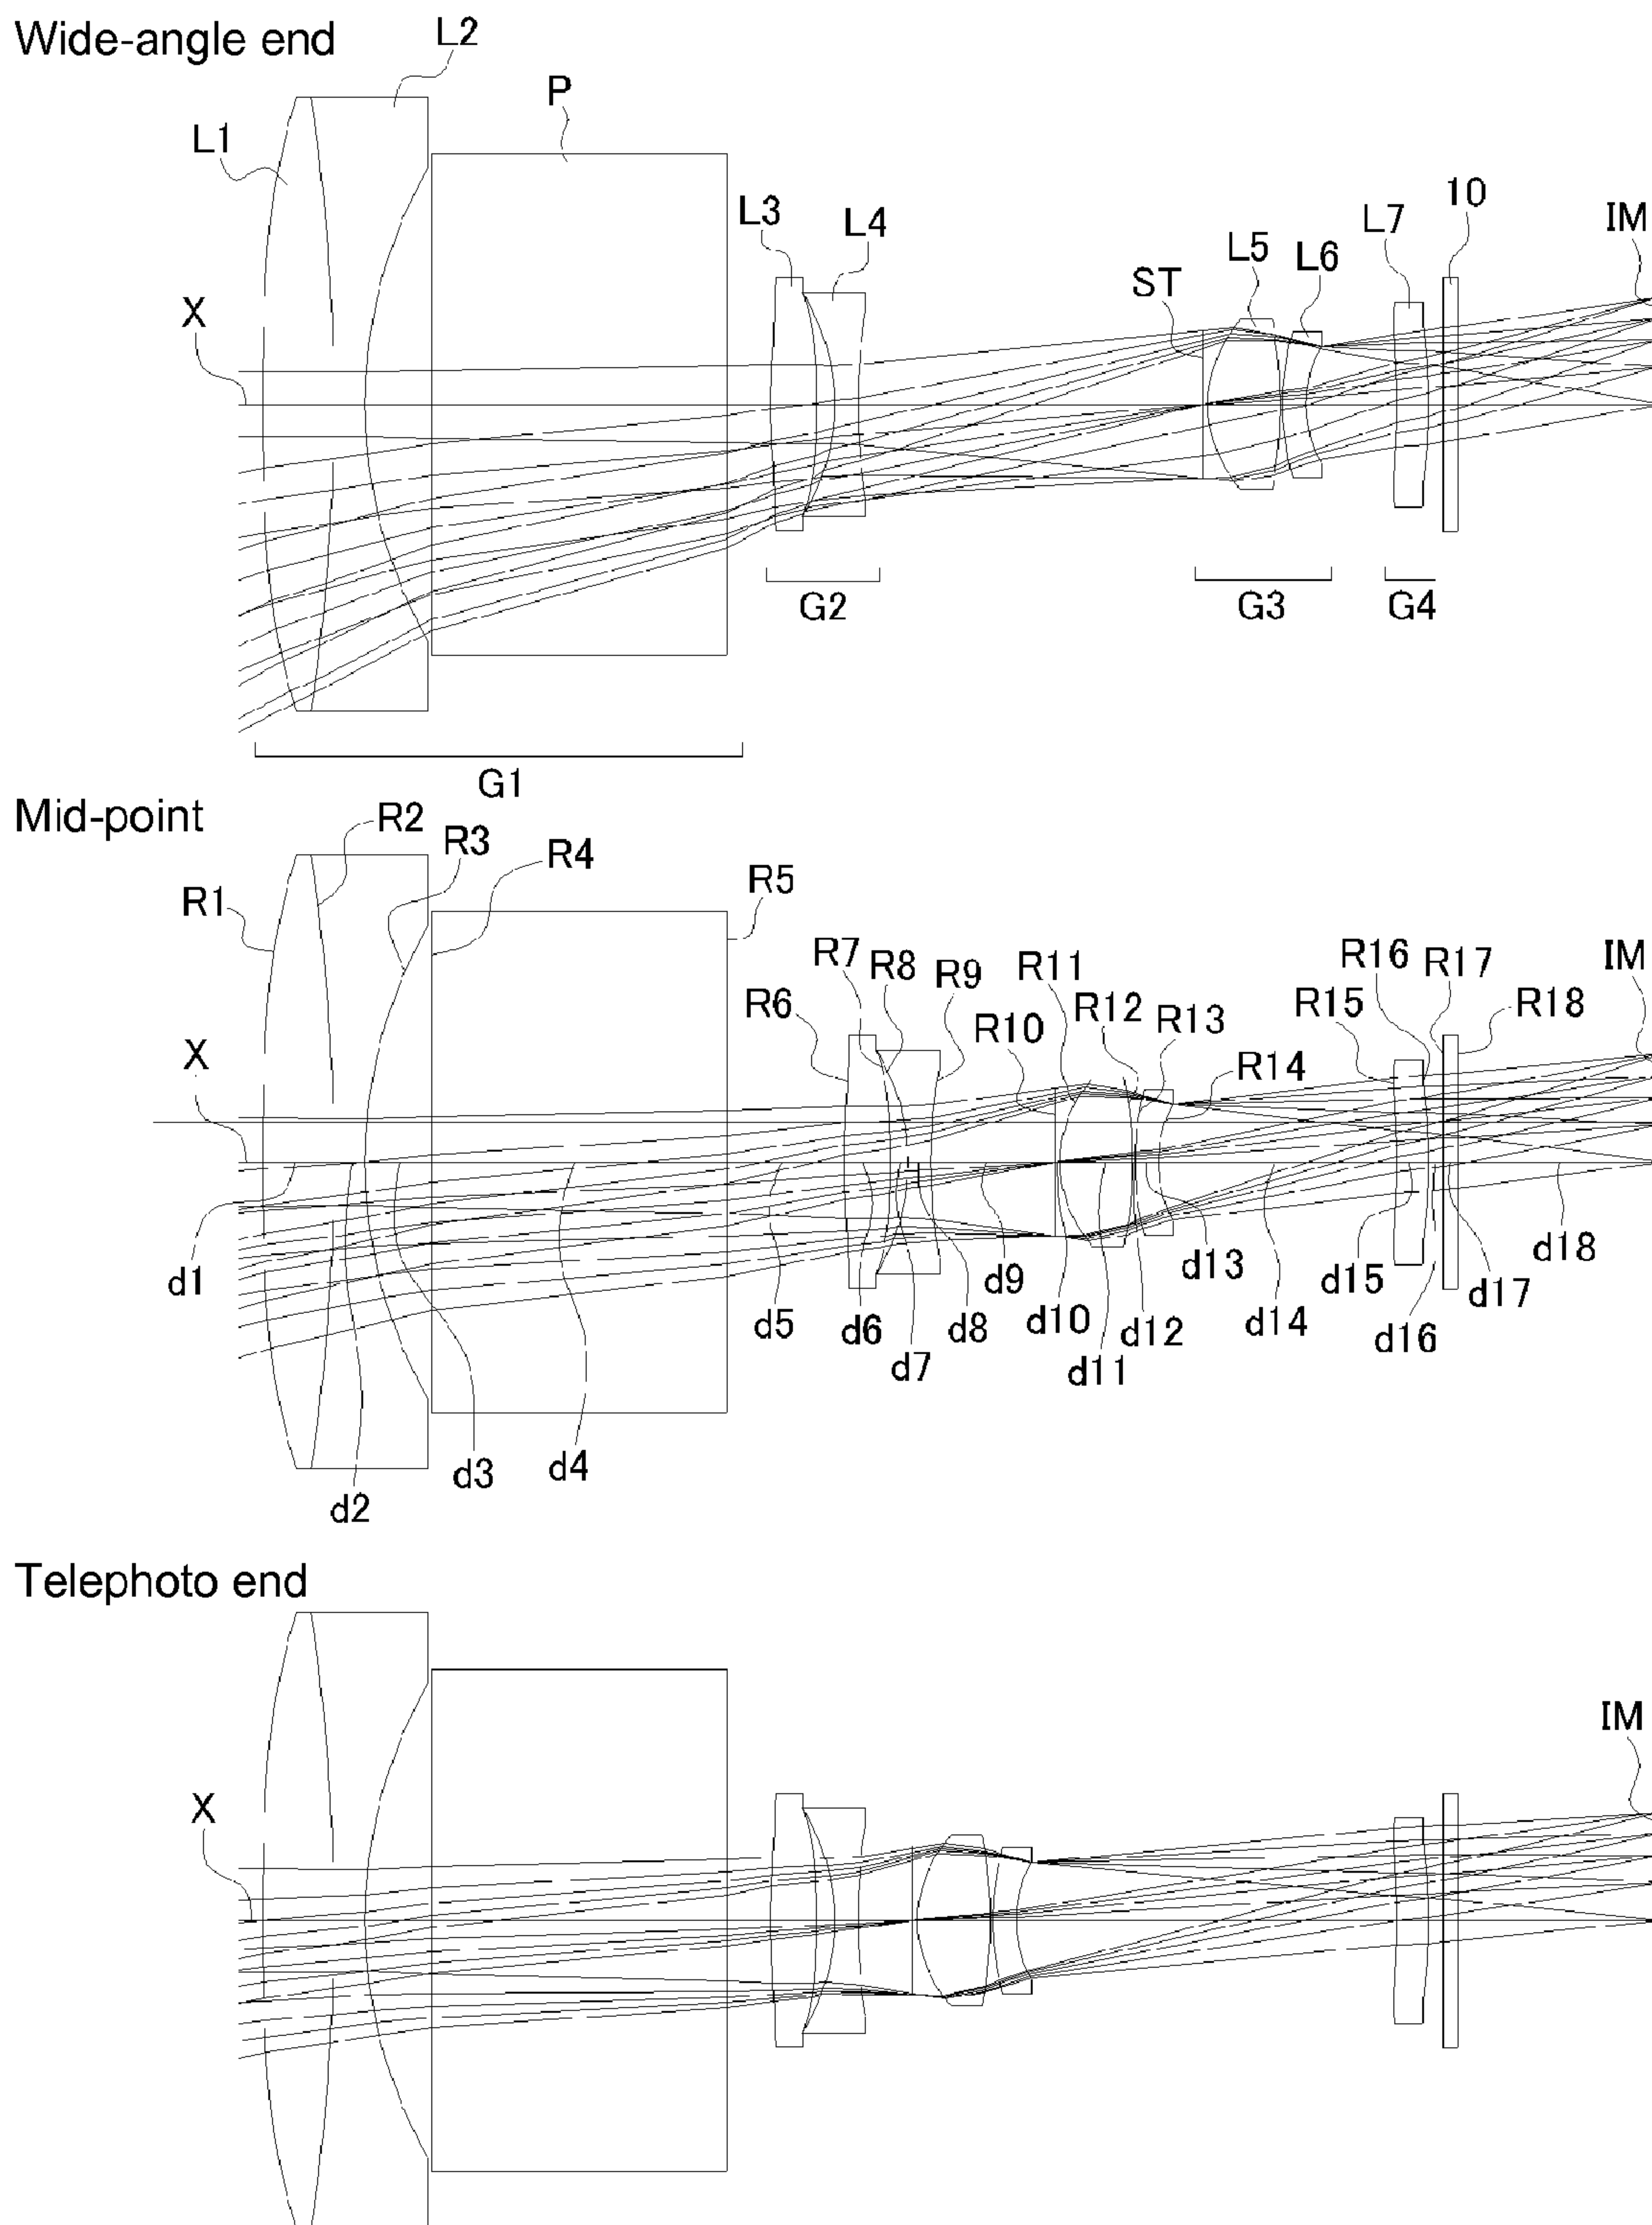 Wide-angle end
L2
P
L1
L3
L4
10
L7
IM
L5
L6
ST
X
G2
G3
G4
G1
Mid-point
R2
R3
R4
R5
R1
R7
R8
R9
R11
R16
R17
IM
R6
R10
R12
R13
R15
R18
R14
X
d1
d5
d6
d7
d8
d9
d10
d11
d12
d13
d14
d15
d16
d17
d18
d2
d3
d4
Telephoto end
IM
X